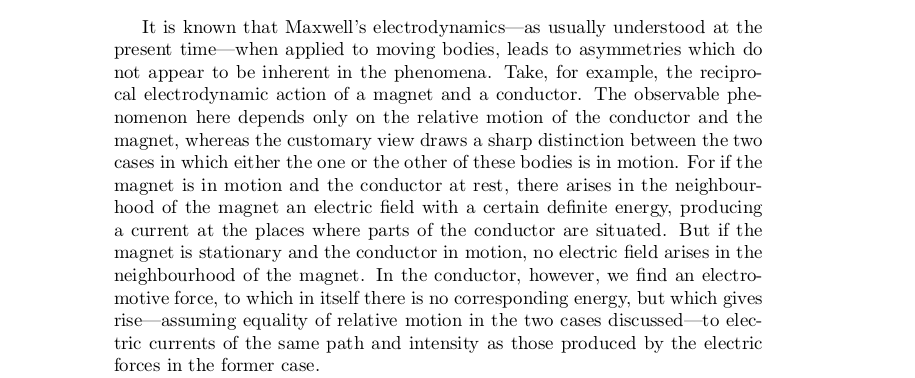 It is known that Maxwell's electrodynamics—as usually understood at the
present time—when applied to moving bodies, leads to asymmetries which do
not appear to be inherent in the phenomena. Take, for example, the recipro-
cal electrodynamic action of a magnet and a conductor. The observable phe-
nomenon here depends only on the relative motion of the conductor and the
magnet, whereas the customary view draws a sharp distinction between the two
cases in which either the one or the other of these bodies is in motion. For if the
magnet is in motion and the conductor at rest, there arises in the neighbour-
hood of the magnet an electric field with a certain definite energy, producing
a current at the places where parts of the conductor are situated. But if the
magnet is stationary and the conductor in motion, no electric field arises in the
neighbourhood of the magnet. In the conductor, however, we find an electro-
motive force, to which in itself there is no corresponding energy, but which gives
rise—assuming equality of relative motion in the two cases discussed—to elec-
tric currents of the same path and intensity as those produced by the electric
forces in the former case.